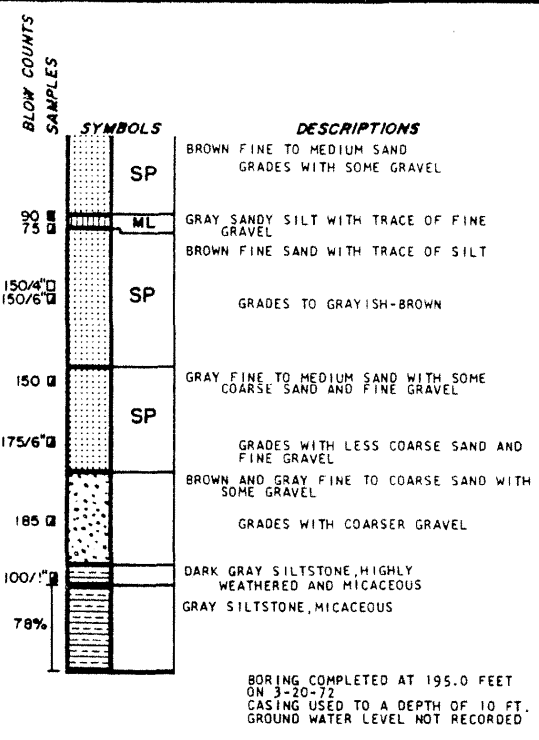 BLOW COUNTS
SAMPLES
SYMBOLS
DESCRIPTIONS
BROWN FINE TO MEDIUM SAND
GRADES WITH SOME GRAVEL
SP
90
75
ML
GRAY SANDY SILT WITH TRACE OF FINE
GRAVEL
BROWN FINE SAND WITH TRACE OF SILT
150/4"
150/6"
SP
GRADES TO GRAYISH-BROWN
150
GRAY FINE TO MEDIUM SAND WITH SOME
COARSE SAND AND FINE GRAVEL
SP
175/6"
GRADES WITH LESS COARSE SAND AND
FINE GRAVEL
BROWN AND GRAY FINE TO COARSE SAND WITH
SOME GRAVEL
185
GRADES WITH COARSER GRAVEL
100/1"
DARK GRAY SILTSTONE, HIGHLY
WEATHERED AND MICACEOUS
GRAY SILTSTONE, MICACEOUS
78%
BORING COMPLETED AT 195.0 FEET
ON 3-20-72
CASING USED TO A DEPTH OF 10 FT.
GROUND WATER LEVEL NOT RECORDED